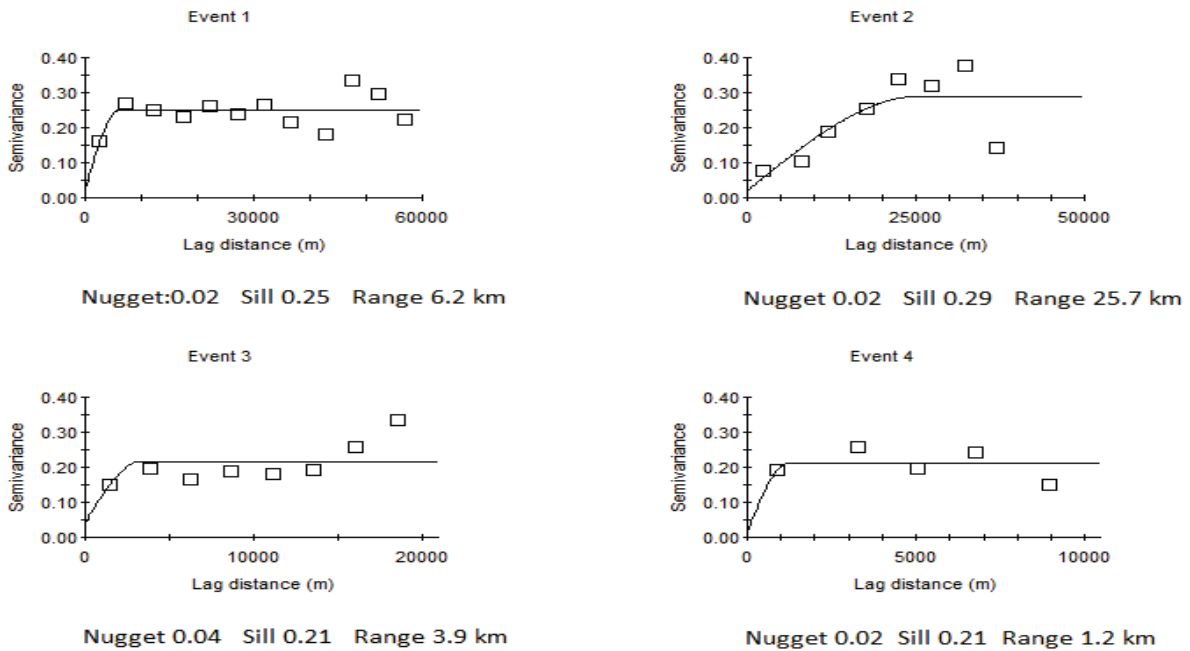 Event 1
0.40
0.30
0.20
0.10
0.00
Semivariance
0 30000 60000
Lag distance (m)
Nugget:0.02 Sill 0.25 Range 6.2 km
Event 2
0.40
0.30
0.20
0.10
0.00
Semivariance
0 25000 50000
Lag distance (m)
Nugget 0.02 Sill 0.29 Range 25.7 km
Event 3
0.40
0.30
0.20
0.10
0.00
Semivariance
0 10000 20000
Lag distance (m)
Nugget 0.04 Sill 0.21 Range 3.9 km
Event 4
0.40
0.30
0.20
0.10
0.00
Semivariance
0 5000 10000
Lag distance (m)
Nugget 0.02 Sill 0.21 Range 1.2 km